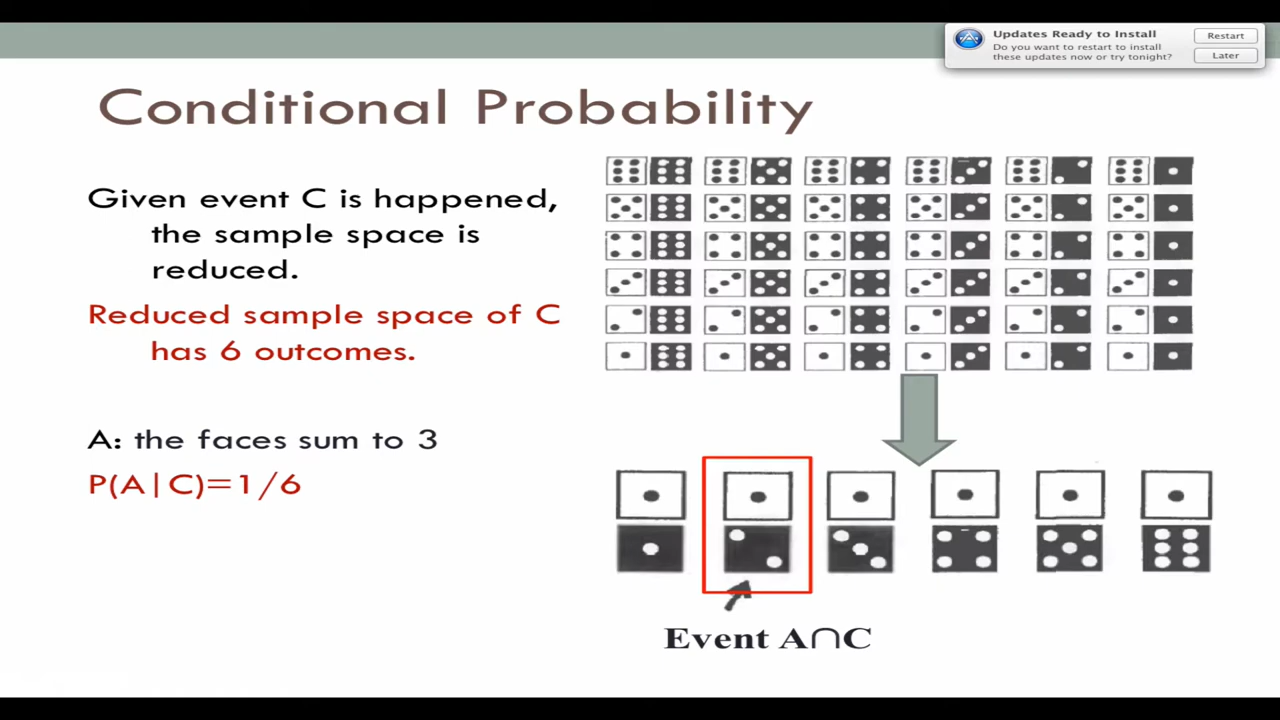 Updates Ready to Install
Restart
Do you want to restart to install
these updates now or try tonight?
Later
Conditional Probability
Given event C is happened,
the sample space is
reduced.
Reduced sample space of C
has 6 outcomes.
A: the faces sum to 3
P(A|C)=1/6
Event A∩C